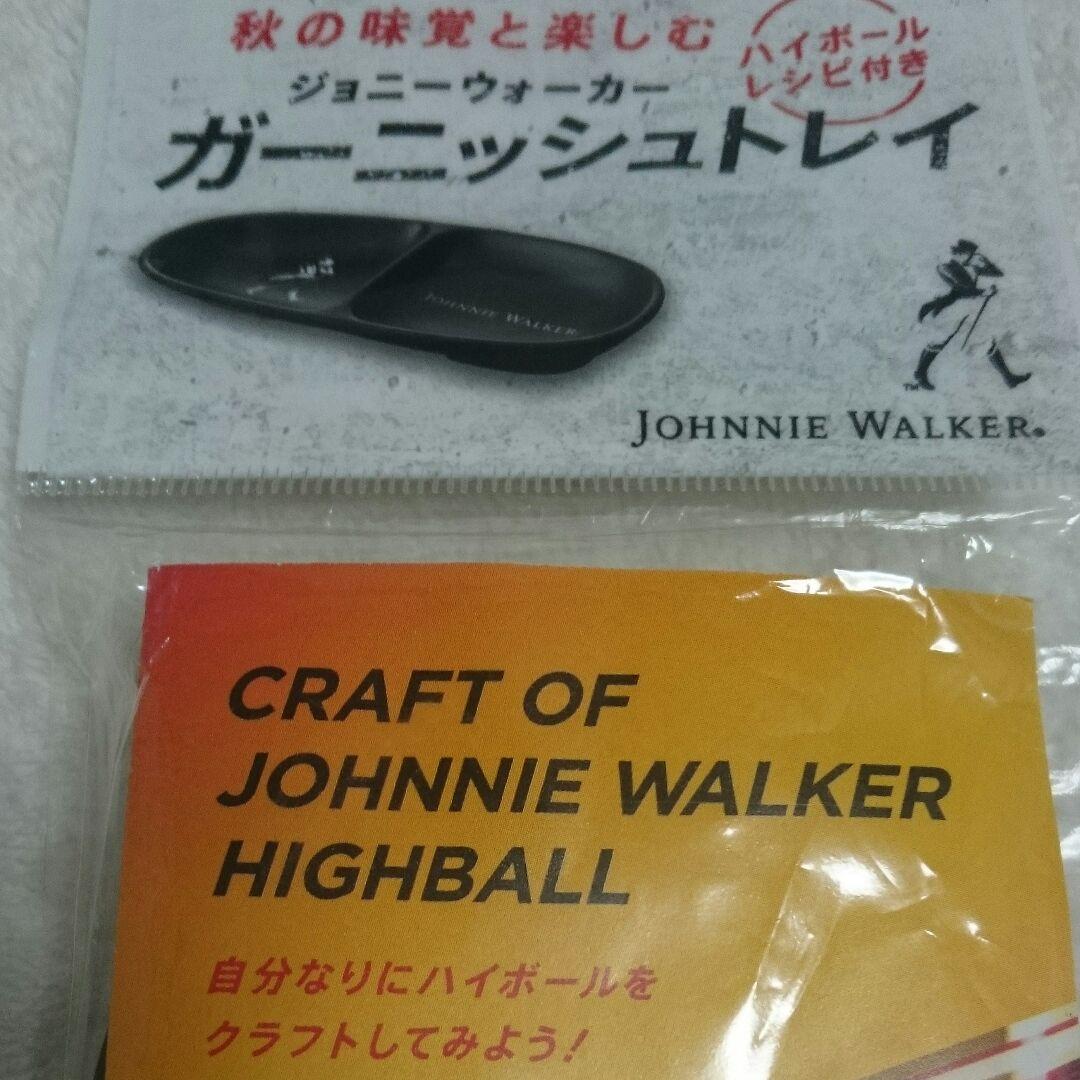 秋の味覚と楽しむ
ハイボール
レシピ付き
ジョニーウォーカー
ガーニッシュトレイ
JOHNNIE WALKER
JOHNNIE WALKER®
CRAFT OF
JOHNNIE WALKER
HIGHBALL
自分なりにハイボールを
クラフトしてみよう!